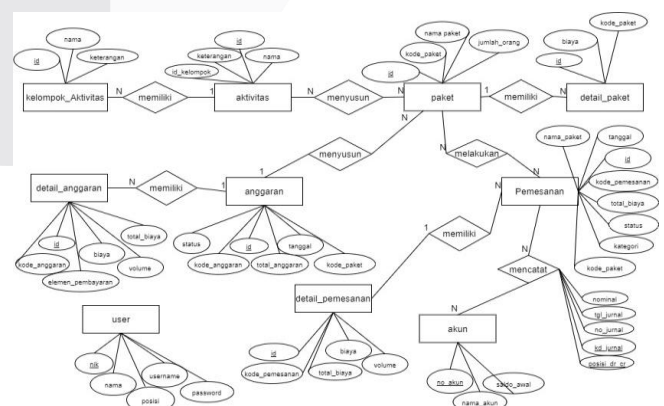 nama
id
keterangan
kelompok_Aktivitas
N
memiliki
1
id
keterangan
nama
id_kelompok
aktivitas
N
menyusun
N
nama paket
jumlah_orang
kode_paket
id
paket
1
memiliki
N
kode_paket
biaya
id
detail_paket
N
menyusun
1
N
melakukan
N
nama_paket
tanggal
id
kode_pemesanan
total_biaya
status
kategori
kode_paket
Pemesanan
detail_anggaran
N
memiliki
1
anggaran
id
kode_anggaran
elemen_pembayaran
biaya
total_biaya
volume
status
id
tanggal
kode_anggaran
total_anggaran
kode_paket
N
memiliki
1
detail_pemesanan
id
kode_pemesanan
biaya
total_biaya
volume
N
mencatat
N
nominal
tgl_jurnal
no_jurnal
kd_jurnal
posisi_dr_cr
akun
no_akun
saldo_awal
nama_akun
user
nik
nama
username
posisi
password